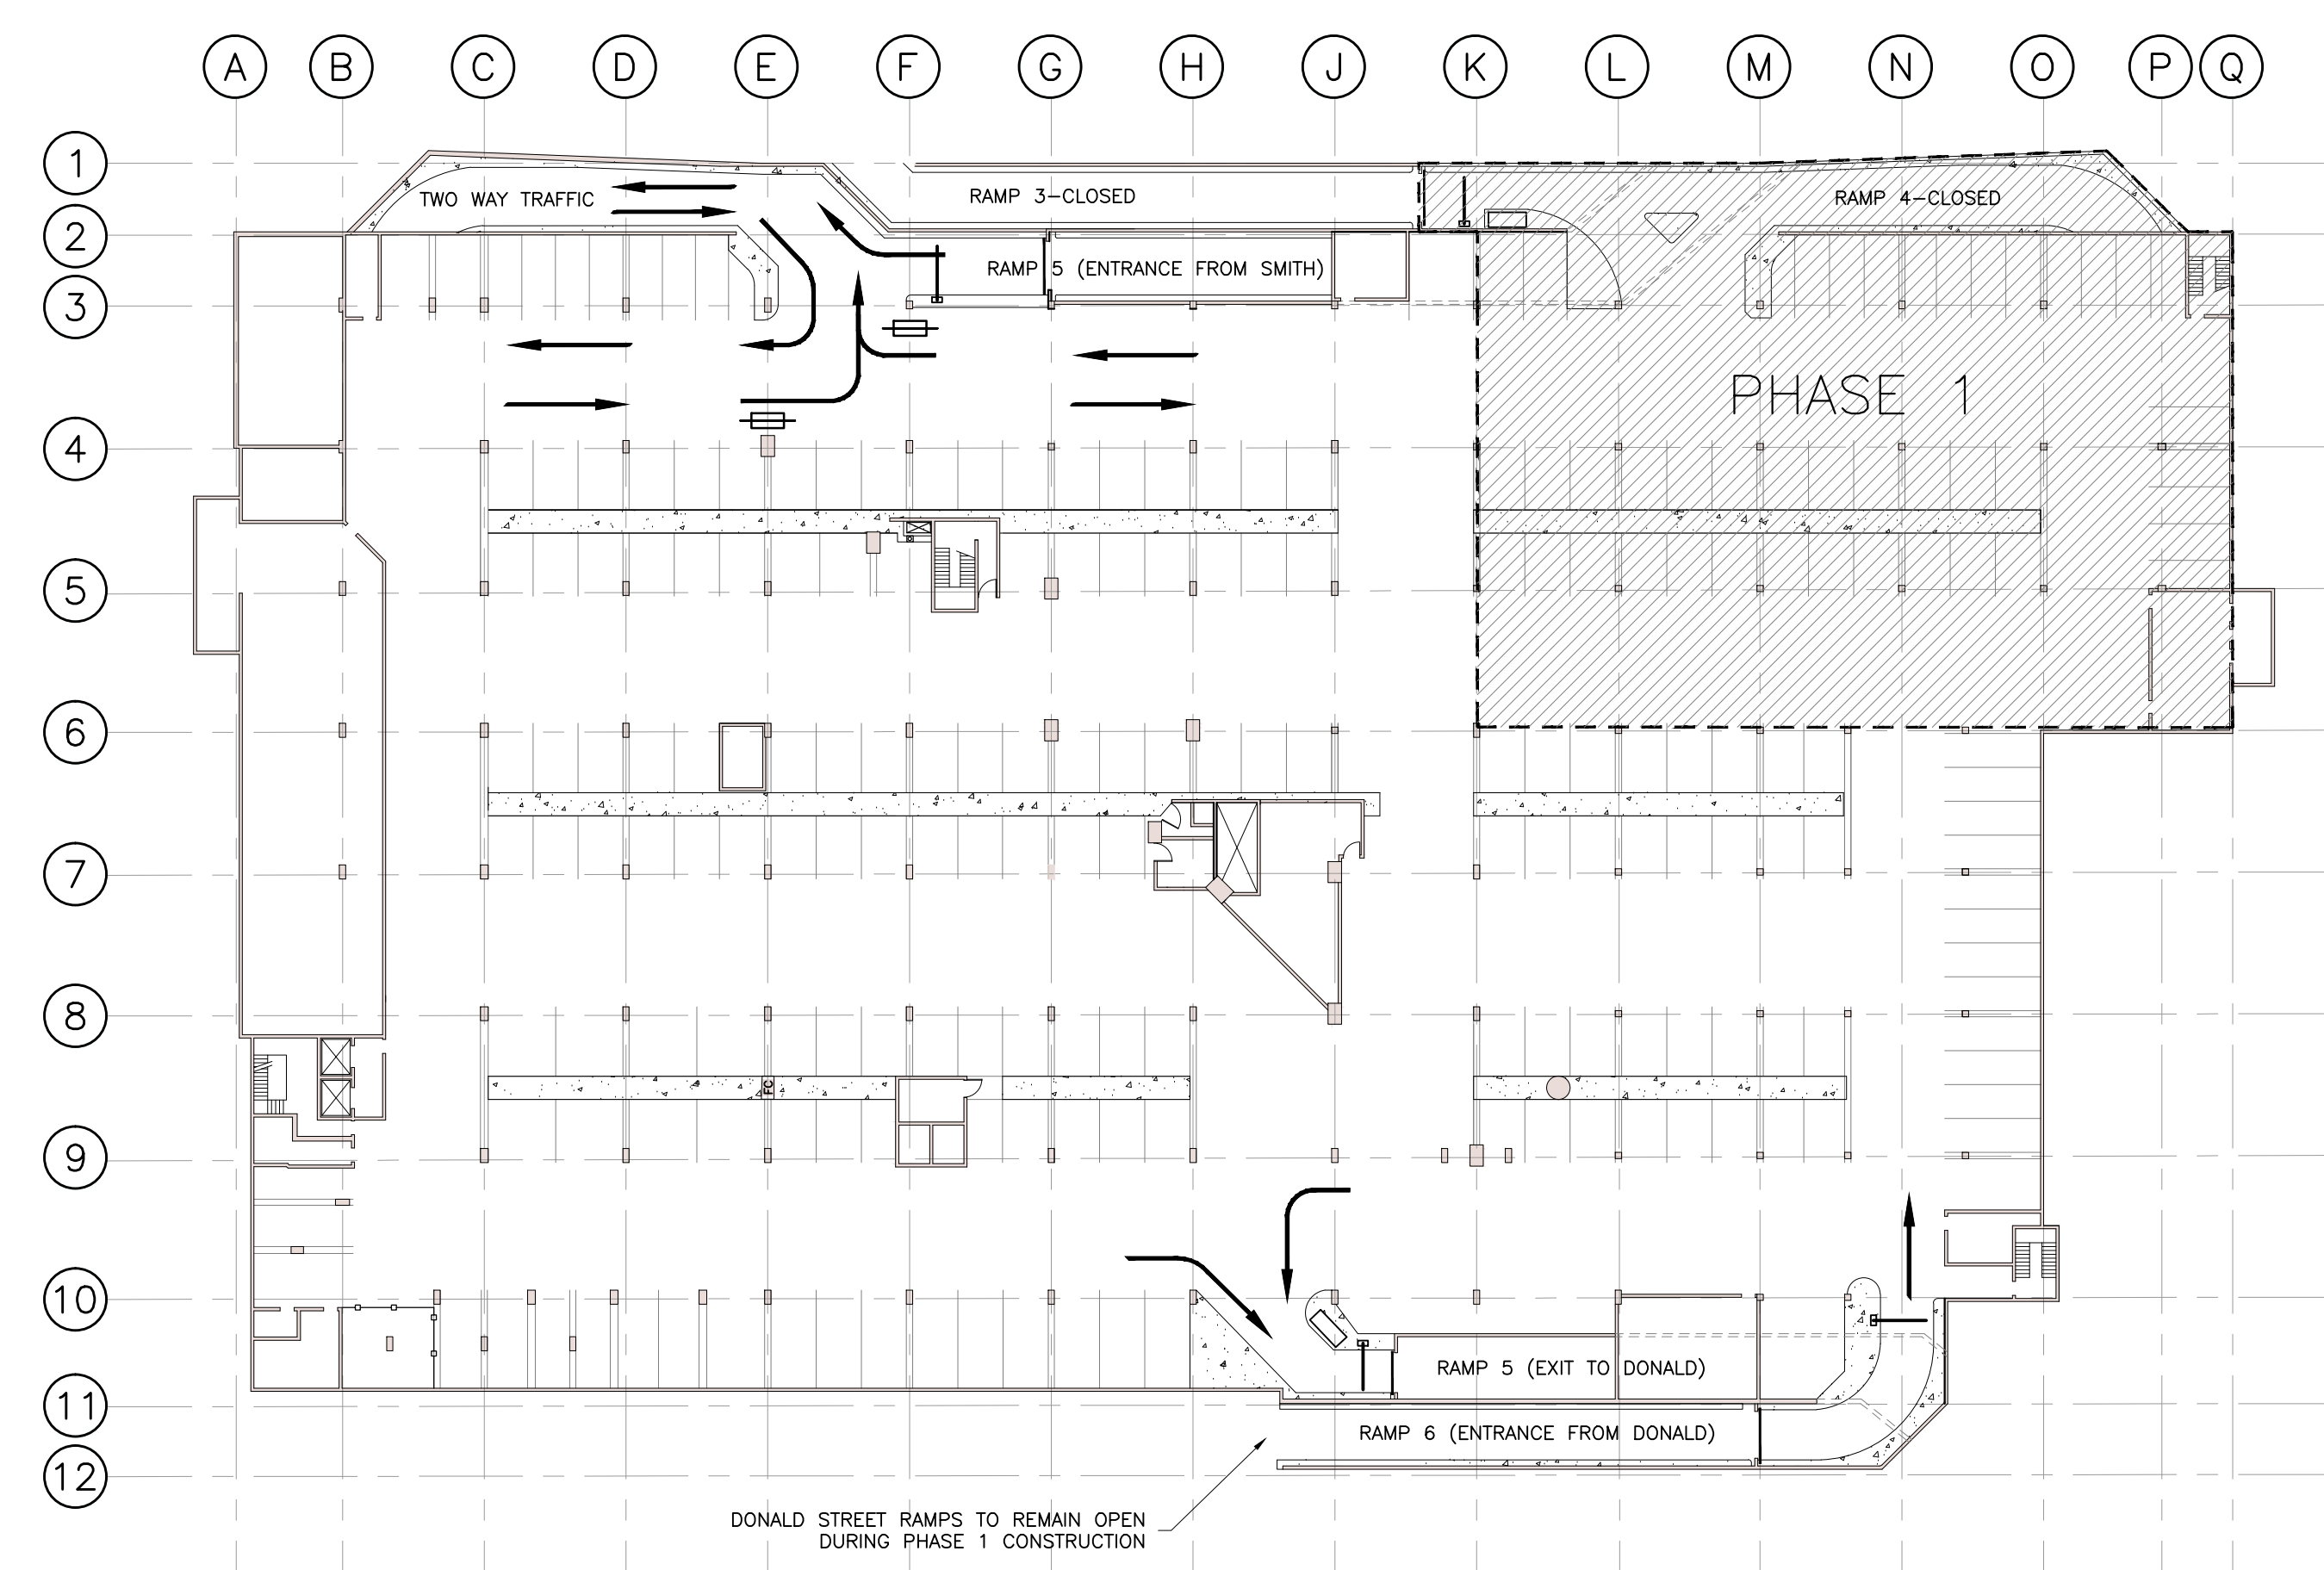 A B C D E F G H J K L M N O P Q
1
2
3
4
5
6
7
8
9
10
11
12
TWO WAY TRAFFIC
RAMP 3-CLOSED
RAMP 4-CLOSED
RAMP 5 (ENTRANCE FROM SMITH)
PHASE 1
FC
RAMP 5 (EXIT TO DONALD)
RAMP 6 (ENTRANCE FROM DONALD)
DONALD STREET RAMPS TO REMAIN OPEN
DURING PHASE 1 CONSTRUCTION